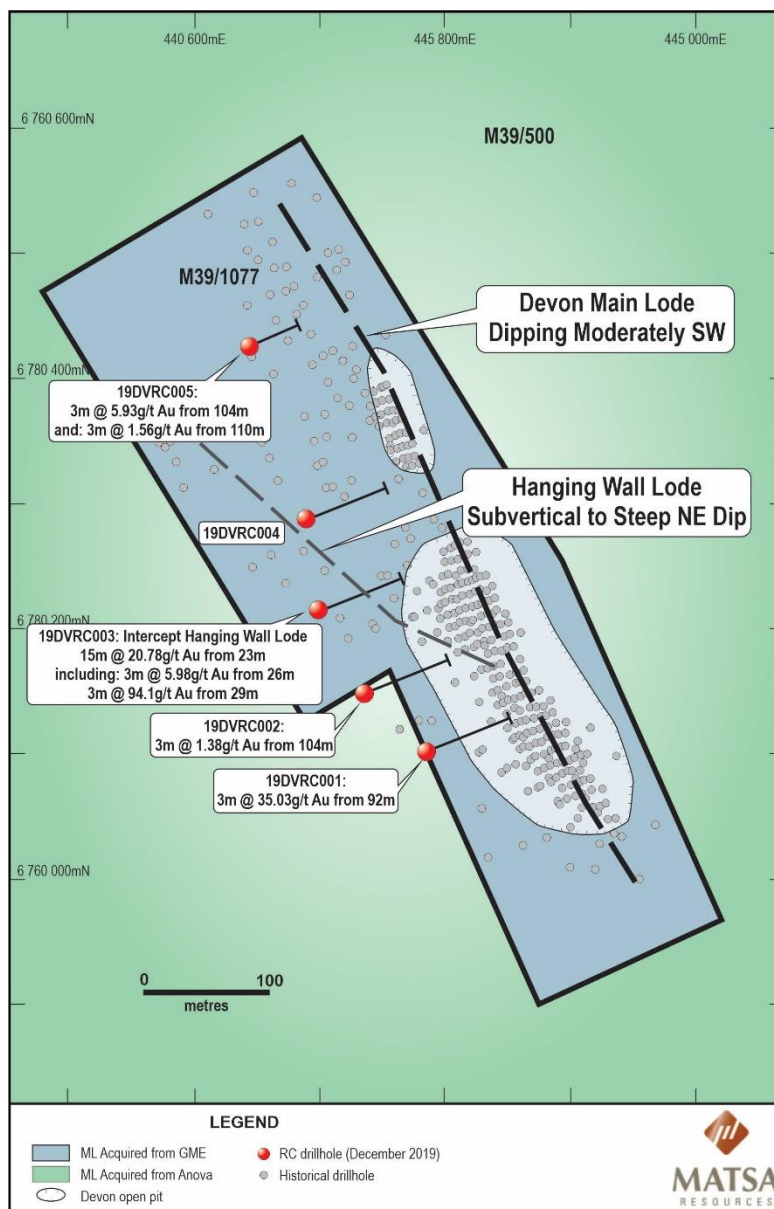 440 600mE
445 800mE
445 000mE
6 760 600mN
M39/500
M39/1077
Devon Main Lode
Dipping Moderately SW
6 780 400mN
19DVRC005:
3m @ 5.93g/t Au from 104m
and: 3m @ 1.56g/t Au from 110m
Hanging Wall Lode
Subvertical to Steep NE Dip
19DVRC004
6 780 200mN
19DVRC003: Intercept Hanging Wall Lode
15m @ 20.78g/t Au from 23m
including: 3m @ 5.98g/t Au from 26m
3m @ 94.1g/t Au from 29m
19DVRC002:
3m @ 1.38g/t Au from 104m
19DVRC001:
3m @ 35.03g/t Au from 92m
6 760 000mN
0 100
metres
LEGEND
ML Acquired from GME
RC drillhole (December 2019)
ML Acquired from Anova
Historical drillhole
Devon open pit
MATSA
RESOURCES